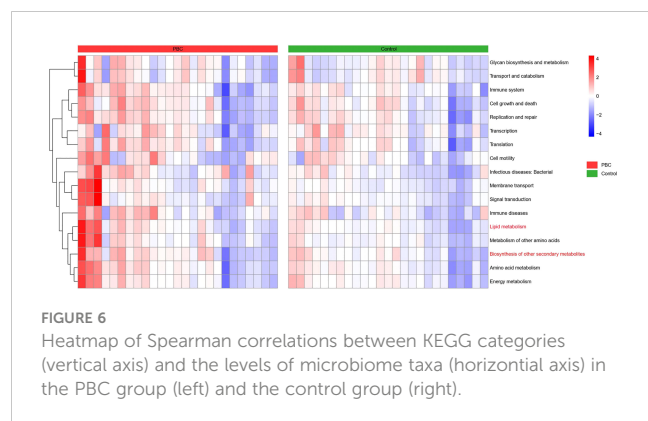 PBC
Control
Glycan biosynthesis and metabolism
Transport and catabolism
Immune system
Cell growth and death
Replication and repair
Transcription
Translation
Cell motility
Infectious diseases: Bacterial
Membrane transport
Signal transduction
Immune diseases
Lipid metabolism
Metabolism of other amino acids
Biosynthesis of other secondary metabolites
Amino acid metabolism
Energy metabolism
4
2
0
−2
−4
PBC
Control
FIGURE 6
Heatmap of Spearman correlations between KEGG categories
(vertical axis) and the levels of microbiome taxa (horizontial axis) in
the PBC group (left) and the control group (right).